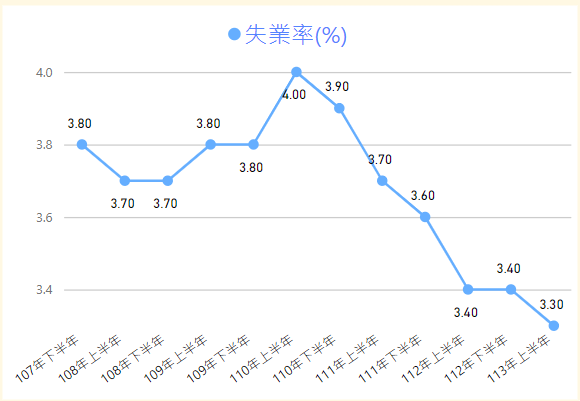 失業率(%)
4.0
3.8
3.6
3.4
3.80
3.70
3.70
3.80
3.80
4.00
3.90
3.70
3.60
3.40
3.40
3.30
107年下半年
108年上半年
108年下半年
109年上半年
109年下半年
110年上半年
110年下半年
111年上半年
111年下半年
112年上半年
112年下半年
113年上半年